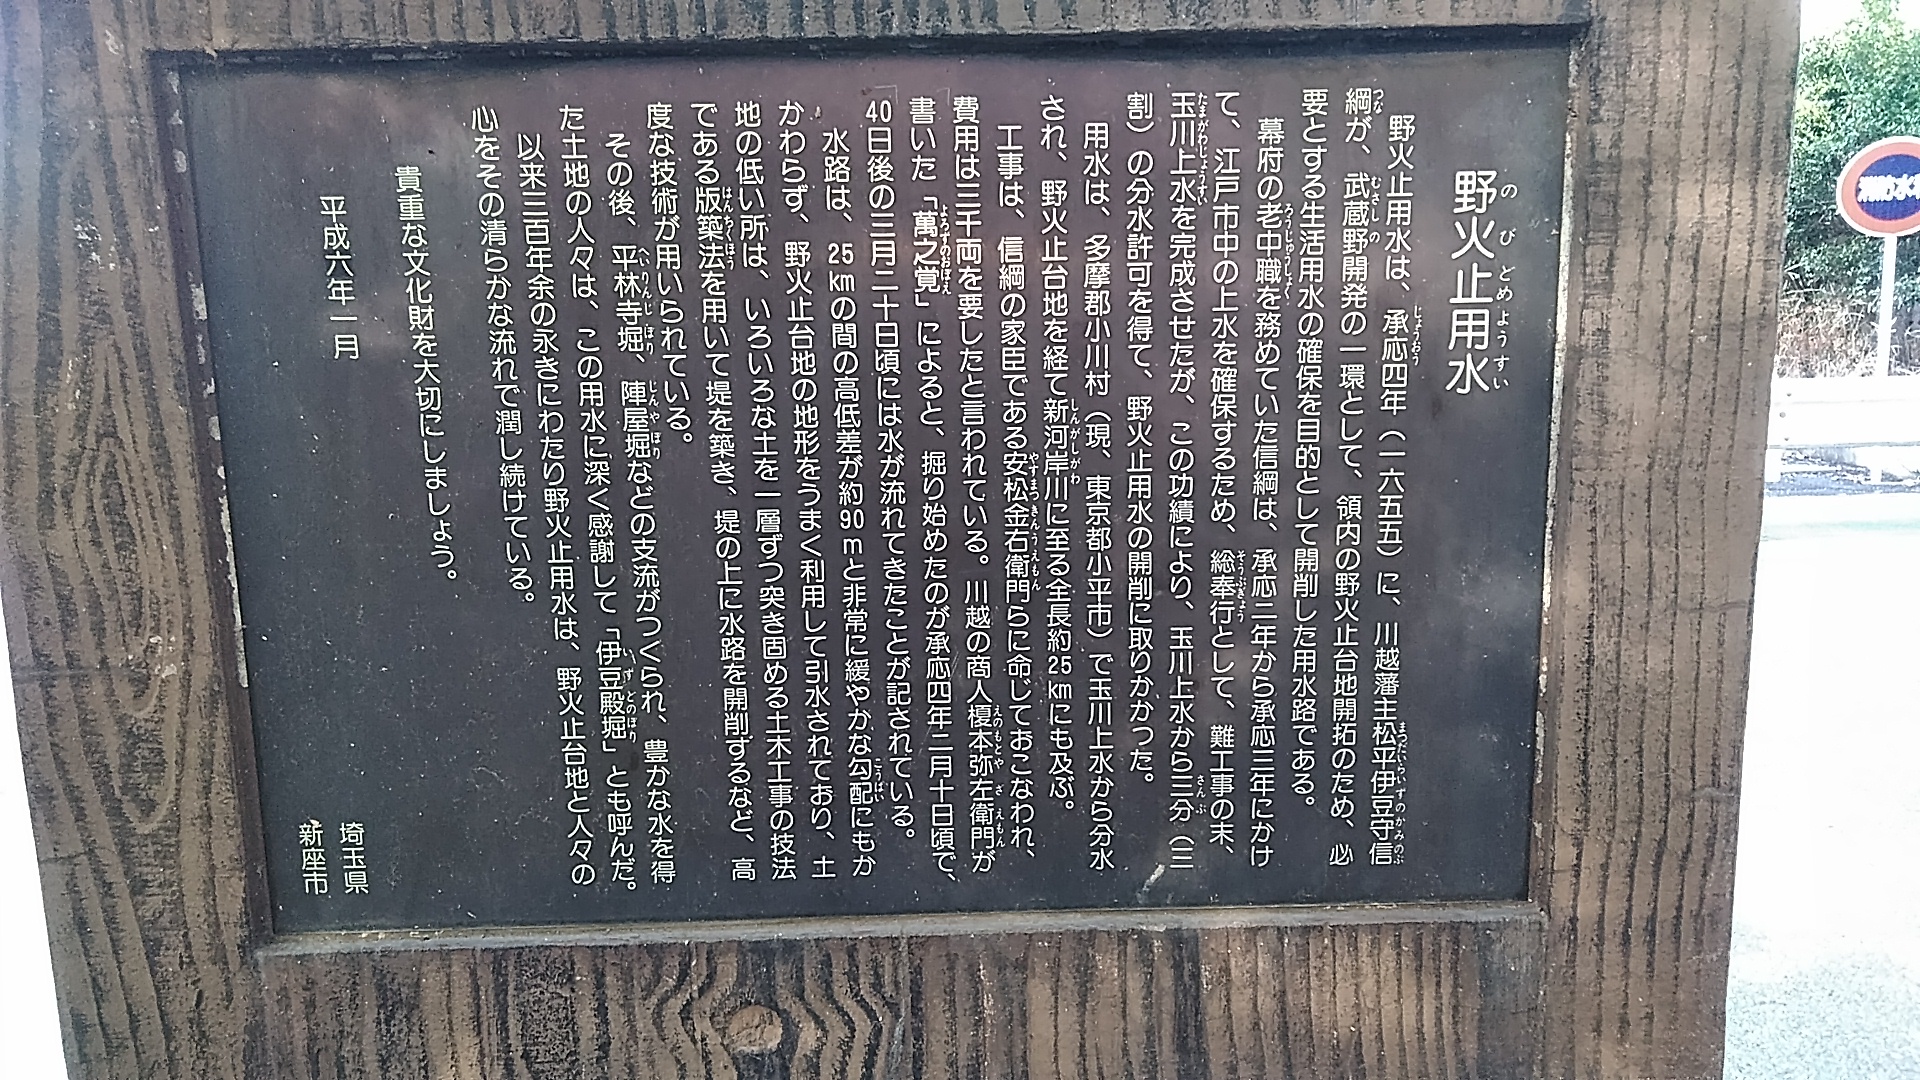 野火止用水
のびどめようすい
野火止用水は、承応四年(一六五五)に、川越藩主松平伊豆守信
綱が、武蔵野開発の一環として、領内の野火止台地開拓のため、必
要とする生活用水の確保を目的として開削した用水路である。
幕府の老中職を務めていた信綱は、承応二年から承応三年にかけ
て、江戸市中の上水を確保するため、総奉行として、難工事の末、
玉川上水を完成させたが、この功績により、玉川上水から三分(三
割)の分水許可を得て、野火止用水の開削に取りかかった。
用水は、多摩郡小川村(現、東京都小平市)で玉川上水から分水
され、野火止台地を経て新河岸川に至る全長約25㎞にも及ぶ。
工事は、信綱の家臣である安松金右衛門らに命じておこなわれ、
費用は三千両を要したと言われている。川越の商人榎本弥左衛門が
書いた「萬之覚」によると、掘り始めたのが承応四年二月十日頃で、
40日後の三月二十日頃には水が流れてきたことが記されている。
水路は、25㎞の間の高低差が約90mと非常に緩やかな勾配にもか
かわらず、野火止台地の地形をうまく利用して引水されており、土
地の低い所は、いろいろな土を一層ずつ突き固める土木工事の技法
である版築法を用いて堤を築き、堤の上に水路を開削するなど、高
度な技術が用いられている。
その後、平林寺堀、陣屋堀などの支流がつくられ、豊かな水を得
た土地の人々は、この用水に深く感謝して「伊豆殿堀」とも呼んだ。
以来三百年余の永きにわたり野火止用水は、野火止台地と人々の
心をその清らかな流れで潤し続けている。
貴重な文化財を大切にしましょう。
平成六年一月
埼玉県
新座市